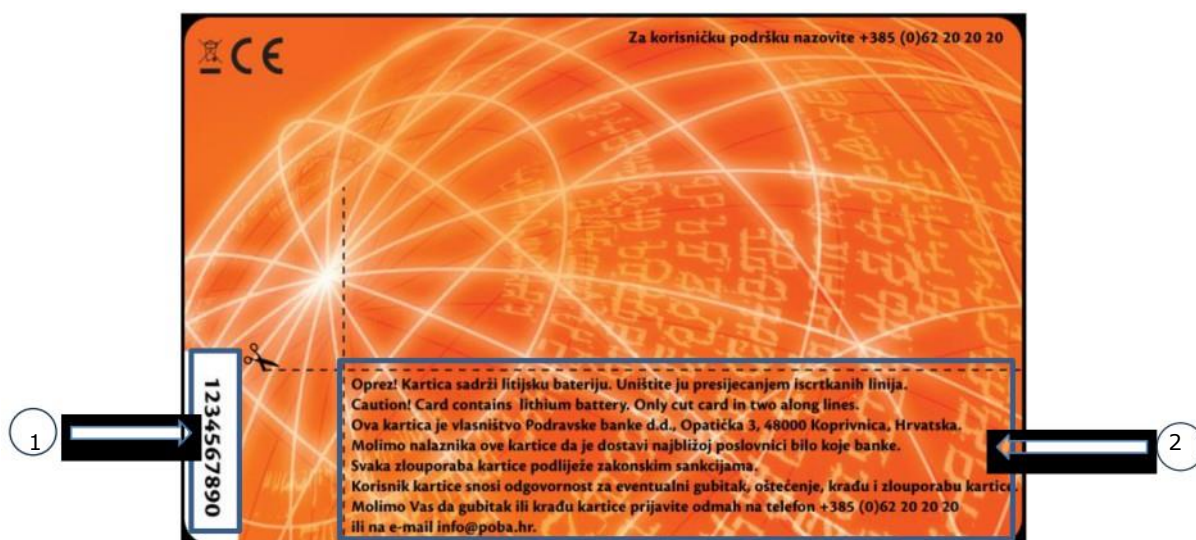 CE
Za korisničku podršku nazovite +385 (0)62 20 20 20
1234567890
1
2
Oprez! Kartica sadrži litijsku bateriju. Uništite ju presijecanjem iscrtkanih linija.
Caution! Card contains lithium battery. Only cut card in two along lines.
Ova kartica je vlasništvo Podravske banke d.d., Opatička 3, 48000 Koprivnica, Hrvatska.
Molimo nalaznika ove kartice da je dostavi najbližoj poslovnici bilo koje banke.
Svaka zlouporaba kartice podliježe zakonskim sankcijama.
Korisnik kartice snosi odgovornost za eventualni gubitak, oštećenje, krađu i zlouporabu kartice.
Molimo Vas da gubitak ili krađu kartice prijavite odmah na telefon +385 (0)62 20 20 20
ili na e-mail info@poba.hr.